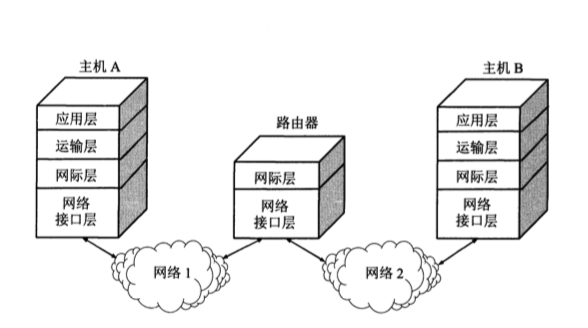 主机 A
应用层
运输层
网际层
网络
接口层
路由器
网际层
网络
接口层
主机 B
应用层
运输层
网际层
网络
接口层
网络 1
网络 2